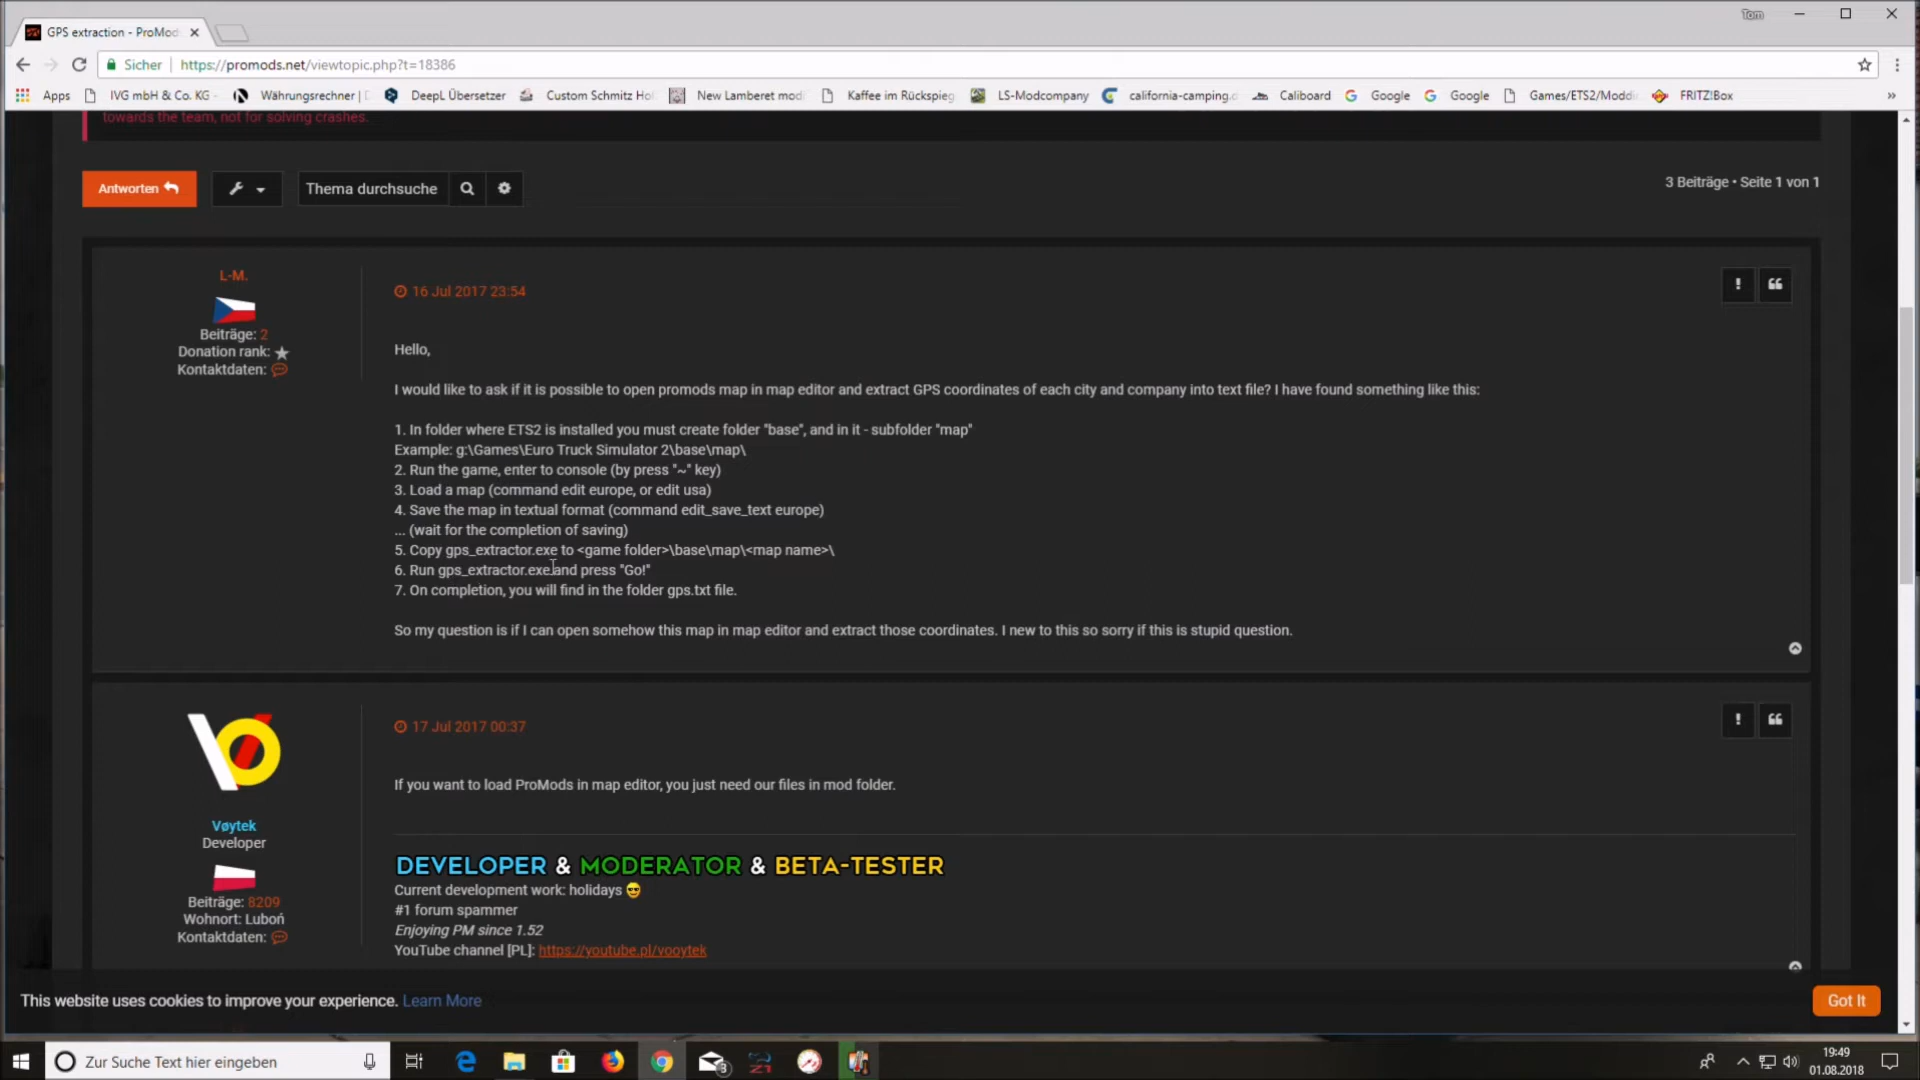 Tom
GPS extraction - ProMod
Sicher https://promods.net/viewtopic.php?t=18386
Apps IVG mbH & Co. KG - Währungsrechner | DeepL Übersetzer Custom Schmitz Ho New Lamberet mod Kaffee im Rückspieg LS-Modcompany california-camping. Caliboard Google Google Games/ETS2/Modd FRITZ!Box »
towards the team, not for solving crashes.
Antworten Thema durchsuche 3 Beiträge • Seite 1 von 1
L-M.
Beiträge: 2
Donation rank:
Kontaktdaten:
16 Jul 2017 23:54
Hello,
I would like to ask if it is possible to open promods map in map editor and extract GPS coordinates of each city and company into text file? I have found something like this:
1. In folder where ETS2 is installed you must create folder "base", and in it - subfolder "map"
Example: g:\Games\Euro Truck Simulator 2\base\map\
2. Run the game, enter to console (by press "~" key)
3. Load a map (command edit europe, or edit usa)
4. Save the map in textual format (command edit_save_text europe)
... (wait for the completion of saving)
5. Copy gps_extractor.exe to <game folder>\base\map\<map name>\
6. Run gps_extractor.exe and press "Go!"
7. On completion, you will find in the folder gps.txt file.
So my question is if I can open somehow this map in map editor and extract those coordinates. I new to this so sorry if this is stupid question.
Vøytek
Developer
Beiträge: 8209
Wohnort: Luboń
Kontaktdaten:
17 Jul 2017 00:37
If you want to load ProMods in map editor, you just need our files in mod folder.
DEVELOPER & MODERATOR & BETA-TESTER
Current development work: holidays
#1 forum spammer
Enjoying PM since 1.52
YouTube channel [PL]: https://youtube.pl/vooytek
This website uses cookies to improve your experience. Learn More
Got It
Zur Suche Text hier eingeben
19:49
01.08.2018